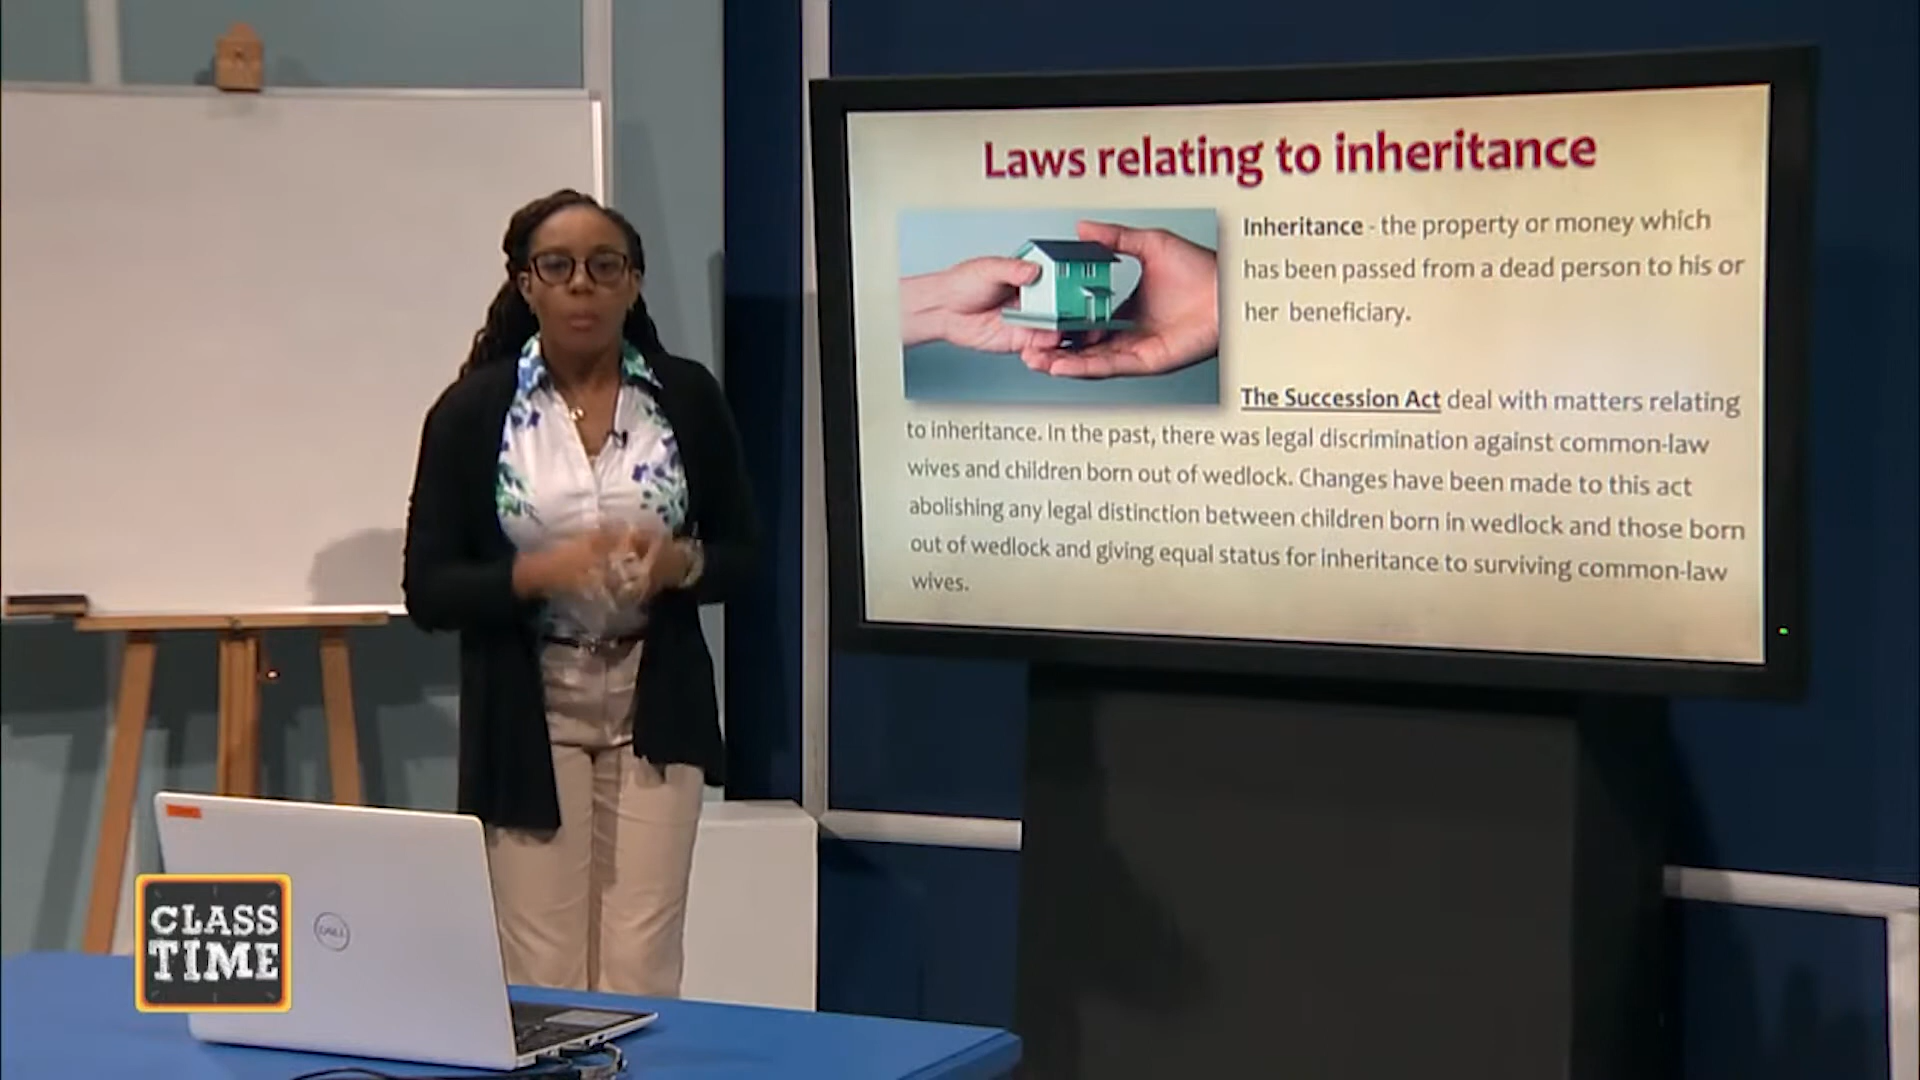 Laws relating to inheritance
Inheritance - the property or money which
has been passed from a dead person to his or
her beneficiary.
The Succession Act deal with matters relating
to inheritance. In the past, there was legal discrimination against common-law
wives and children born out of wedlock. Changes have been made to this act
abolishing any legal distinction between children born in wedlock and those born
out of wedlock and giving equal status for inheritance to surviving common-law
wives.
CLASS
TIME
DELL